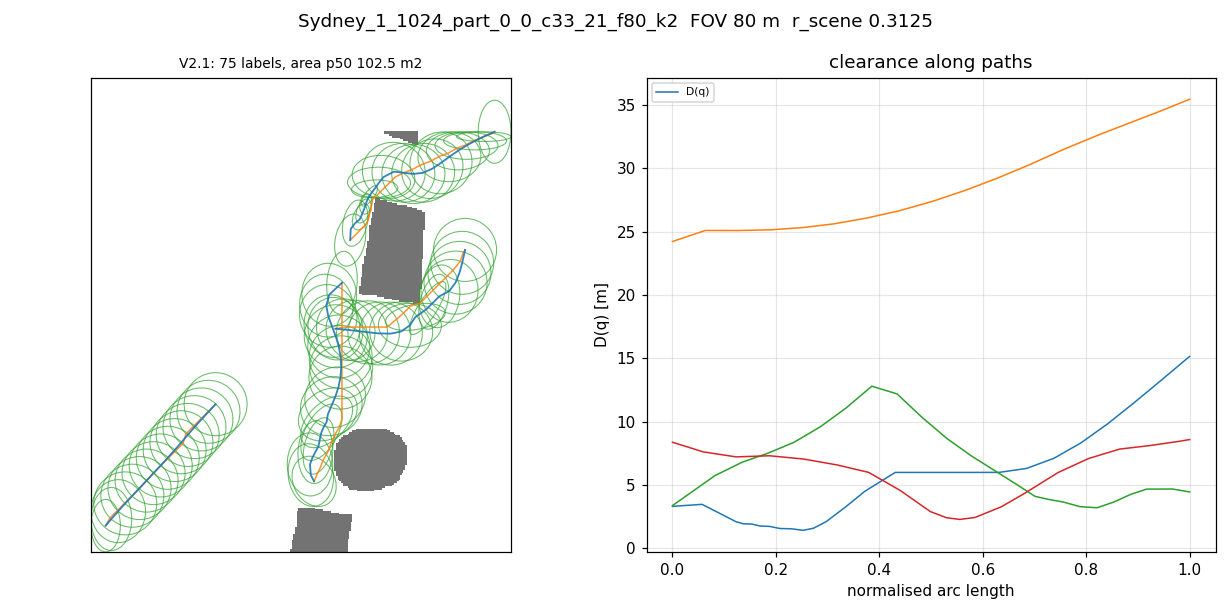 Sydney_1_1024_part_0_0_c33_21_f80_k2 FOV 80 m r_scene 0.3125
V2.1: 75 labels, area p50 102.5 m2
clearance along paths
D(q)
35
30
25
20
15
10
5
0
D(q) [m]
0.0 0.2 0.4 0.6 0.8 1.0
normalised arc length